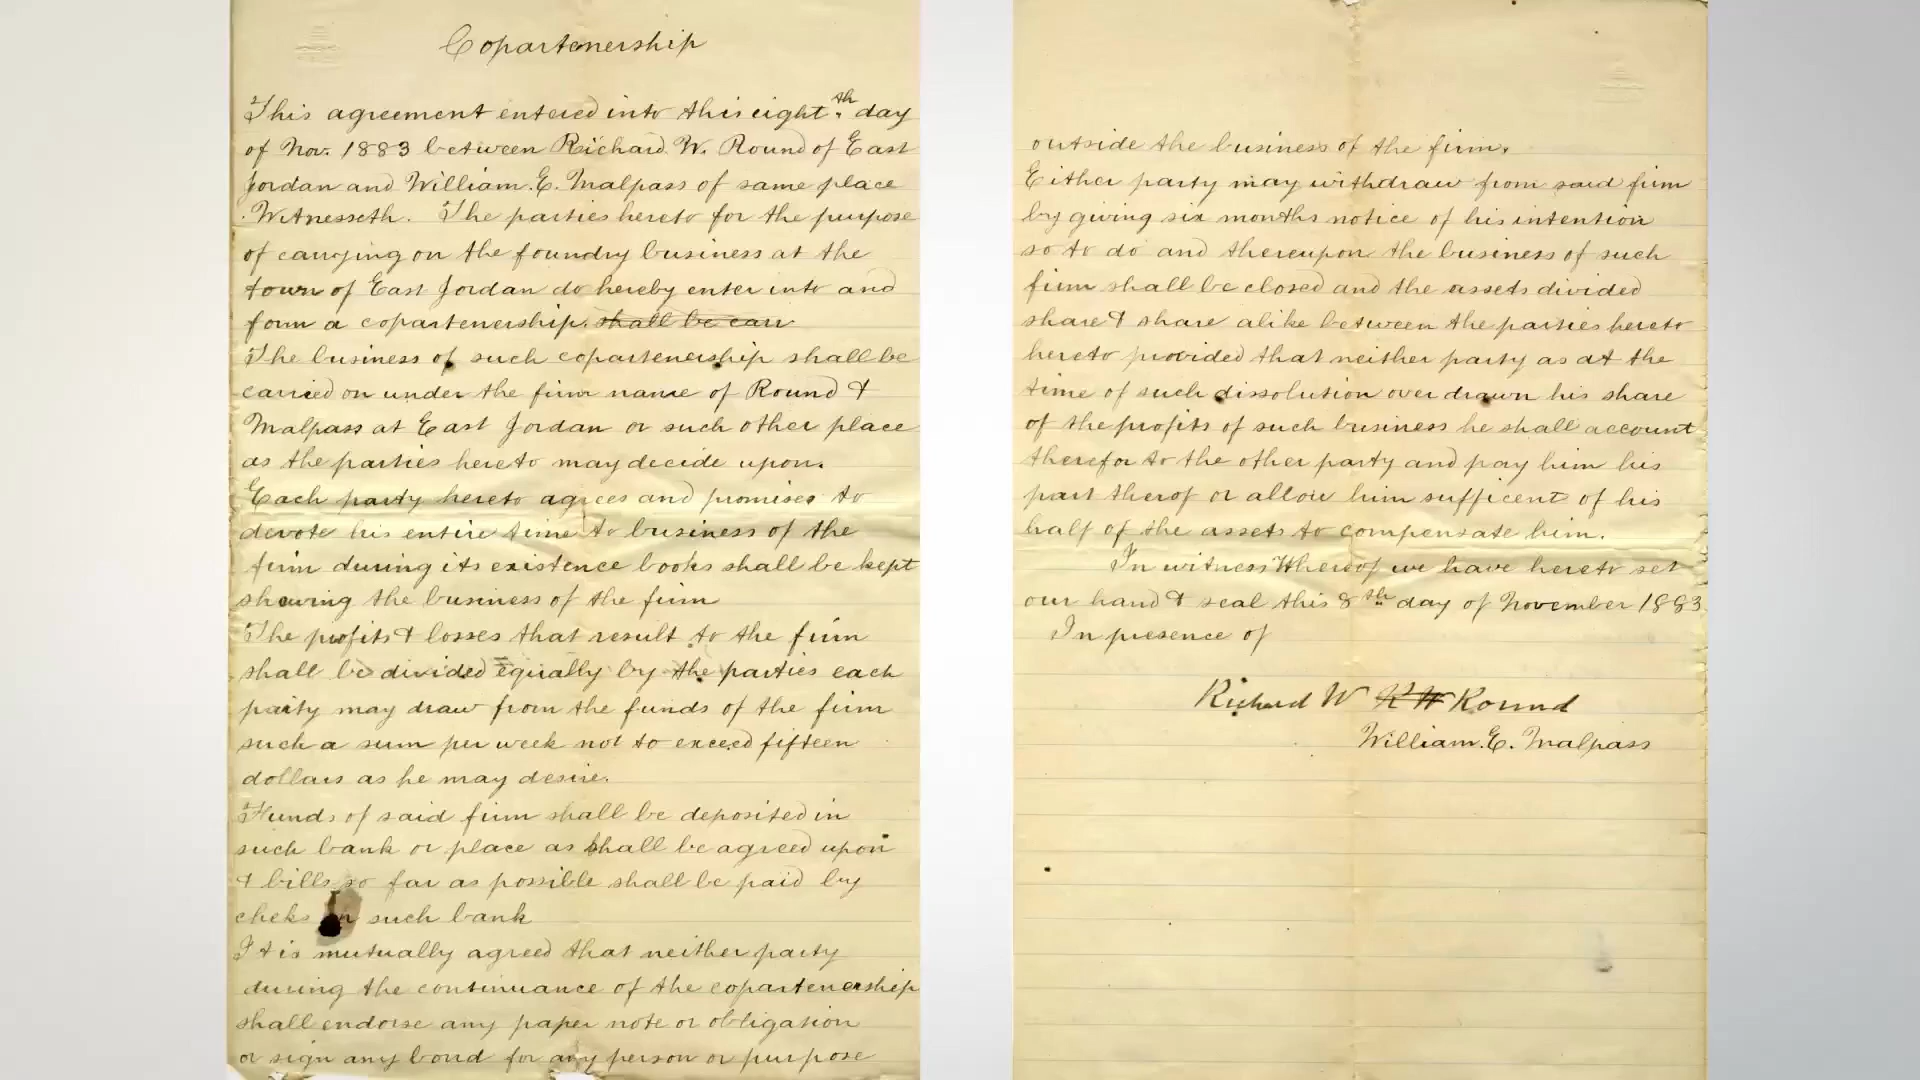 Copartenership
This agreement entered into this eight th day
of Nov. 1883 between Richard. W. Round of East
Jordan and William. E. Malpass of same place
Witnesseth. The parties hereto for the purpose
of carrying on the foundry business at the
town of East Jordan do hereby enter into and
form a copartenership. shall be carr
The business of such copartenership shall be
carried on under the firm name of Round &
Malpass at East Jordan or such other place
as the parties hereto may decide upon.
Each party hereto agrees and promises to
devote his entire time to business of the
firm during its existence books shall be kept
showing the business of the firm
The profits & losses that result to the firm
shall be divided equally by the parties each
party may draw from the funds of the firm
such a sum per week not to exceed fifteen
dollars as he may desire.
Funds of said firm shall be deposited in
such bank or place as shall be agreed upon
& bills so far as possible shall be paid by
cheks on such bank
It is mutually agreed that neither party
during the continuance of the copartenership
shall endorse any paper note or obligation
or sign any bond for any person or purpose
outside the business of the firm.
Either party may withdraw from said firm
by giving six months notice of his intention
so to do and thereupon the business of such
firm shall be closed and the assets divided
share & share alike between the parties hereto
hereto provided that neither party as at the
time of such dissolution over drawn his share
of the profits of such business he shall account
therefor to the other party and pay him his
part therof or allow him sufficent of his
half of the assets to compensate him.
In witness Whereof we have hereto set
our hand & seal this 8th day of November 1883
In presence of
Richard W R W Round
William. E. Malpass